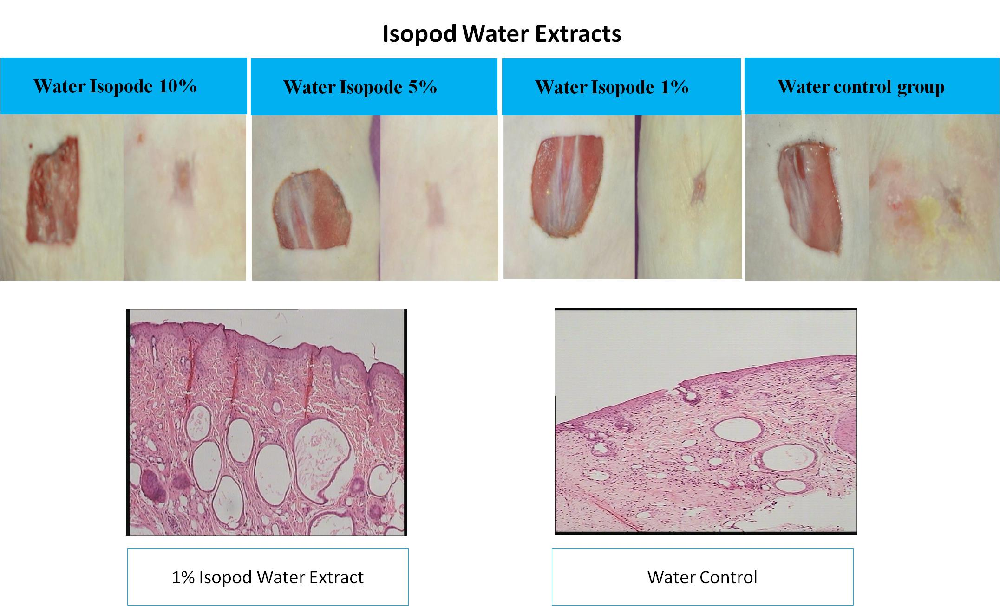 Isopod Water Extracts
Water Isopode 10%
Water Isopode 5%
Water Isopode 1%
Water control group
1% Isopod Water Extract
Water Control